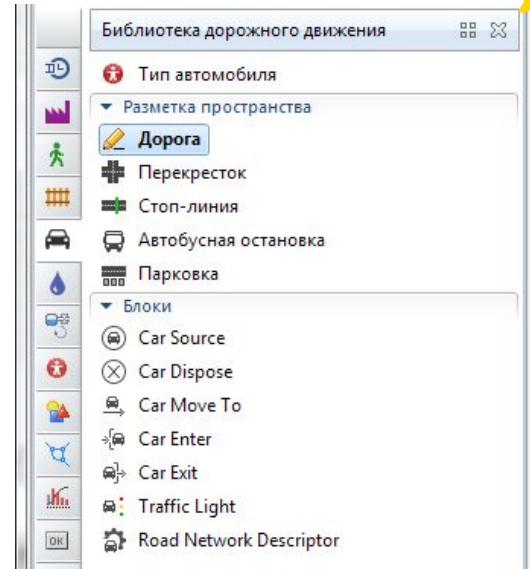 Библиотека дорожного движения
Тип автомобиля
Разметка пространства
Дорога
Перекресток
Стоп-линия
Автобусная остановка
Парковка
Блоки
Car Source
Car Dispose
Car Move To
Car Enter
Car Exit
Traffic Light
Road Network Descriptor
OK